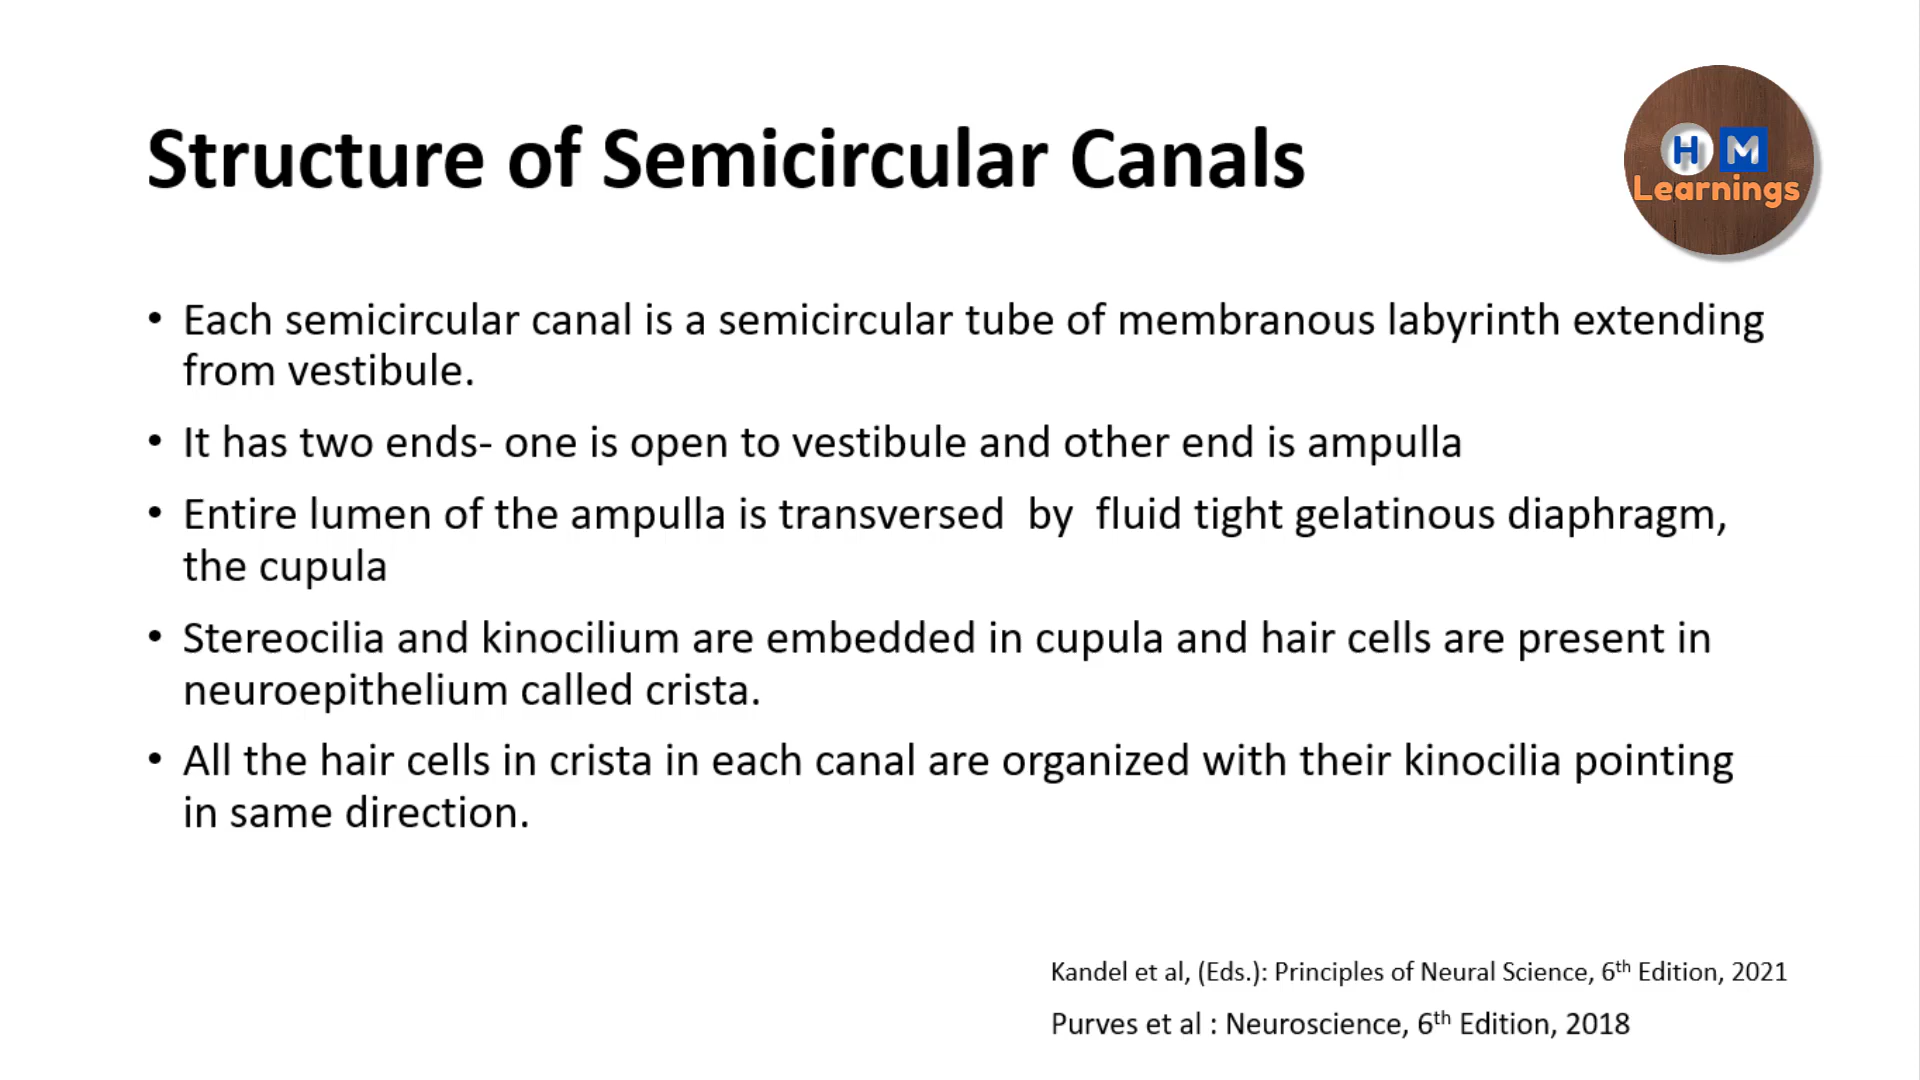 Structure of Semicircular Canals
H M
Learnings
• Each semicircular canal is a semicircular tube of membranous labyrinth extending
from vestibule.
• It has two ends- one is open to vestibule and other end is ampulla
• Entire lumen of the ampulla is transversed  by  fluid tight gelatinous diaphragm,
the cupula
• Stereocilia and kinocilium are embedded in cupula and hair cells are present in
neuroepithelium called crista.
• All the hair cells in crista in each canal are organized with their kinocilia pointing
in same direction.
Kandel et al, (Eds.): Principles of Neural Science, 6th Edition, 2021
Purves et al : Neuroscience, 6th Edition, 2018